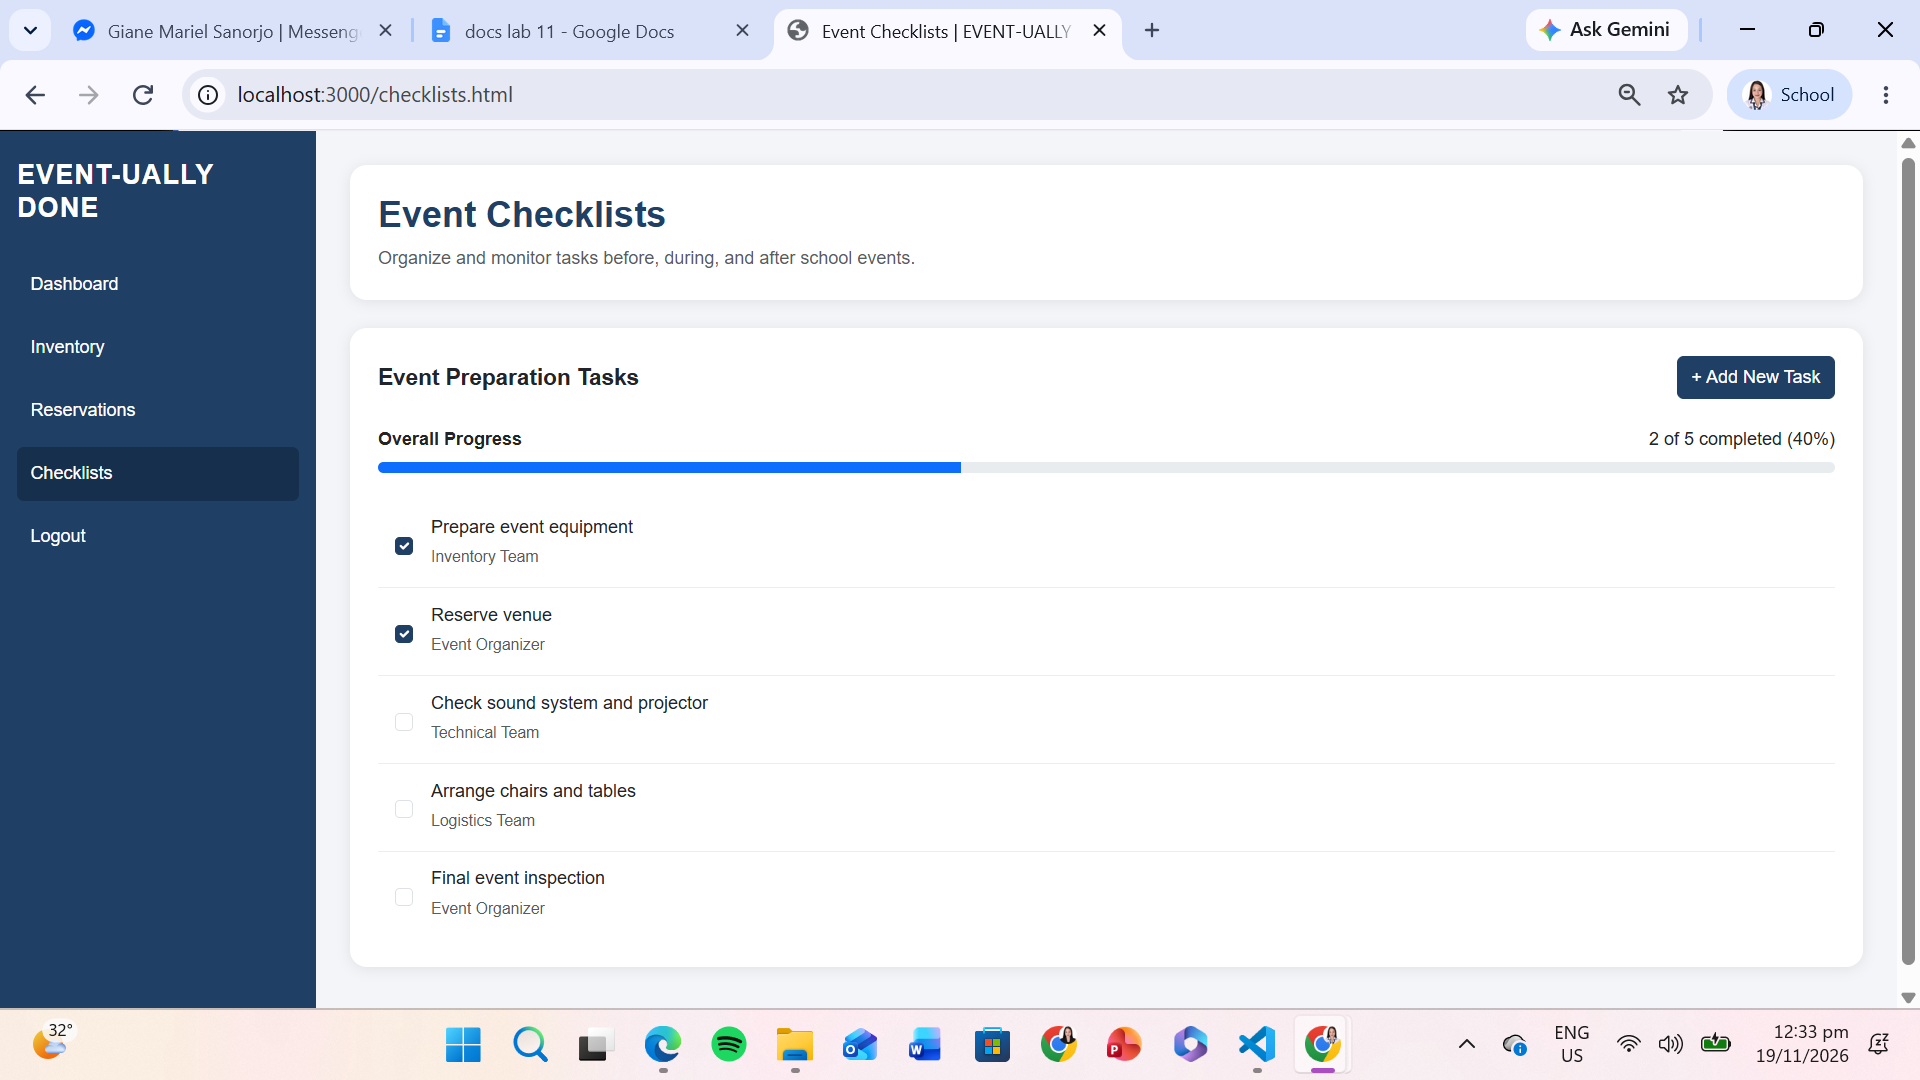 Giane Mariel Sanorjo | Messeng
docs lab 11 - Google Docs
Event Checklists | EVENT-UALLY
Ask Gemini
localhost:3000/checklists.html
School
EVENT-UALLY
DONE
Dashboard
Inventory
Reservations
Checklists
Logout
Event Checklists
Organize and monitor tasks before, during, and after school events.
Event Preparation Tasks
+ Add New Task
Overall Progress
2 of 5 completed (40%)
Prepare event equipment
Inventory Team
Reserve venue
Event Organizer
Check sound system and projector
Technical Team
Arrange chairs and tables
Logistics Team
Final event inspection
Event Organizer
32°
ENG
US
12:33 pm
19/11/2026